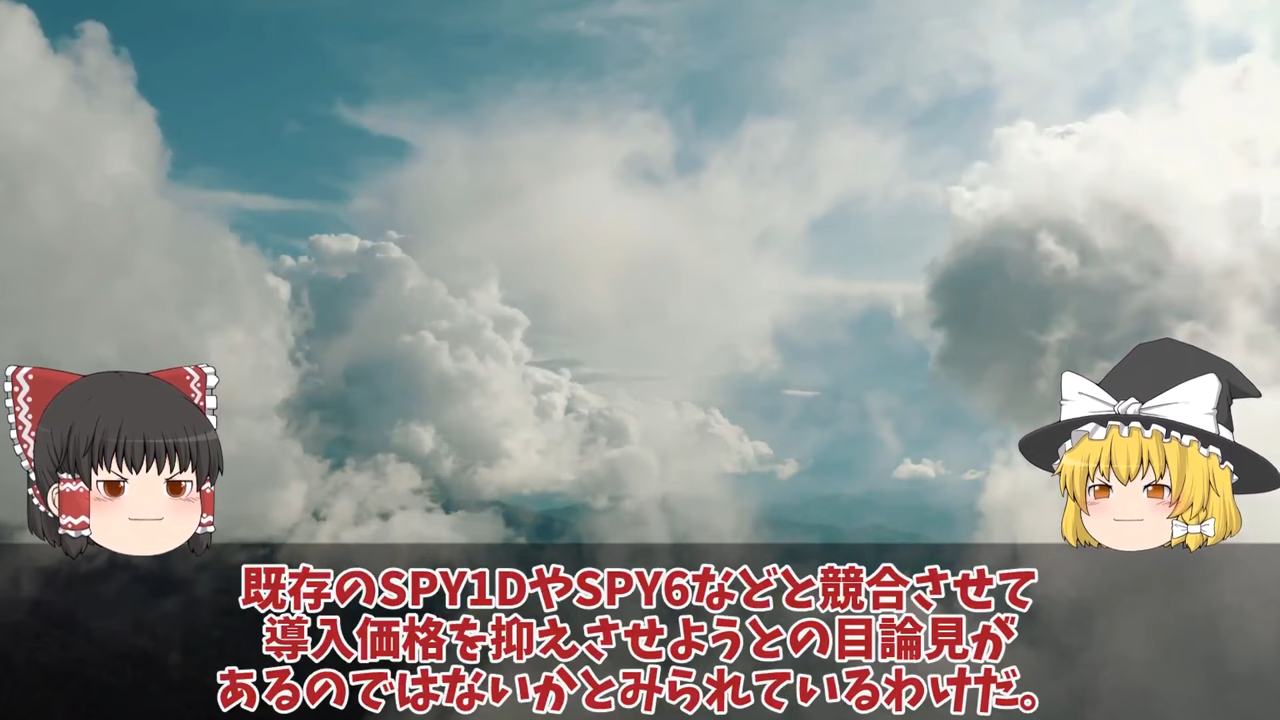 既存のSPY1DやSPY6などと競合させて
導入価格を抑えさせようとの目論見が
あるのではないかとみられているわけだ。